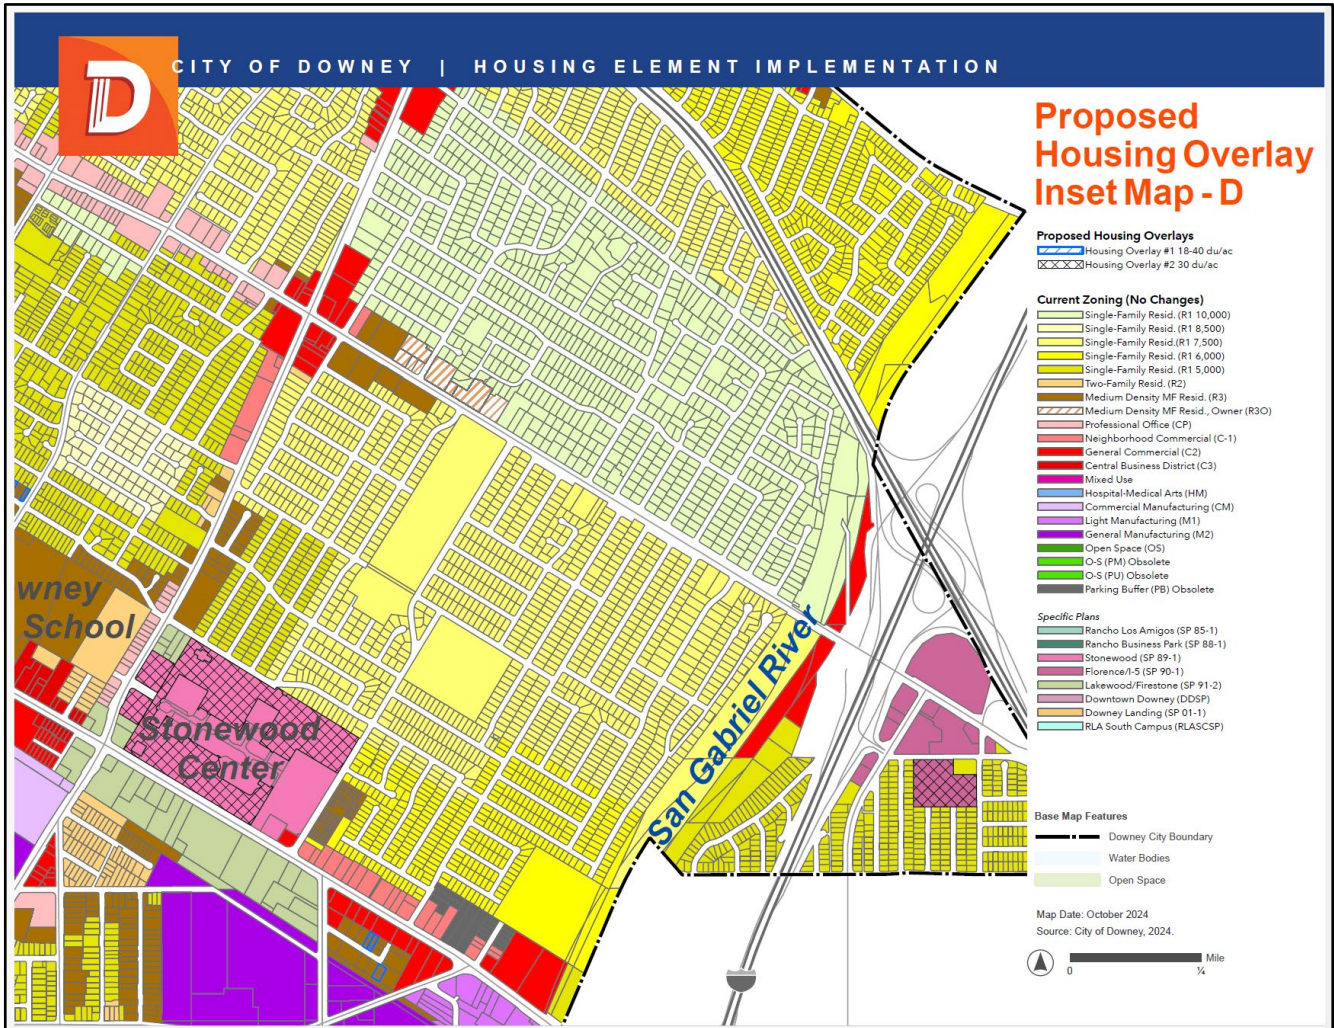 D
CITY OF DOWNEY | HOUSING ELEMENT IMPLEMENTATION
Proposed
Housing Overlay
Inset Map - D
Proposed Housing Overlays
Housing Overlay #1 18-40 du/ac
Housing Overlay #2 30 du/ac
Current Zoning (No Changes)
Single-Family Resid. (R1 10,000)
Single-Family Resid. (R1 8,500)
Single-Family Resid.(R1 7,500)
Single-Family Resid. (R1 6,000)
Single-Family Resid. (R1 5,000)
Two-Family Resid. (R2)
Medium Density MF Resid. (R3)
Medium Density MF Resid., Owner (R3O)
Professional Office (CP)
Neighborhood Commercial (C-1)
General Commercial (C2)
Central Business District (C3)
Mixed Use
Hospital-Medical Arts (HM)
Commercial Manufacturing (CM)
Light Manufacturing (M1)
General Manufacturing (M2)
Open Space (OS)
O-S (PM) Obsolete
O-S (PU) Obsolete
Parking Buffer (PB) Obsolete
Specific Plans
Rancho Los Amigos (SP 85-1)
Rancho Business Park (SP 88-1)
Stonewood (SP 89-1)
Florence/I-5 (SP 90-1)
Lakewood/Firestone (SP 91-2)
Downtown Downey (DDSP)
Downey Landing (SP 01-1)
RLA South Campus (RLASCSP)
Base Map Features
Downey City Boundary
Water Bodies
Open Space
Map Date: October 2024
Source: City of Downey, 2024.
Mile
0 ¼
wney
School
Stonewood
Center
San Gabriel River